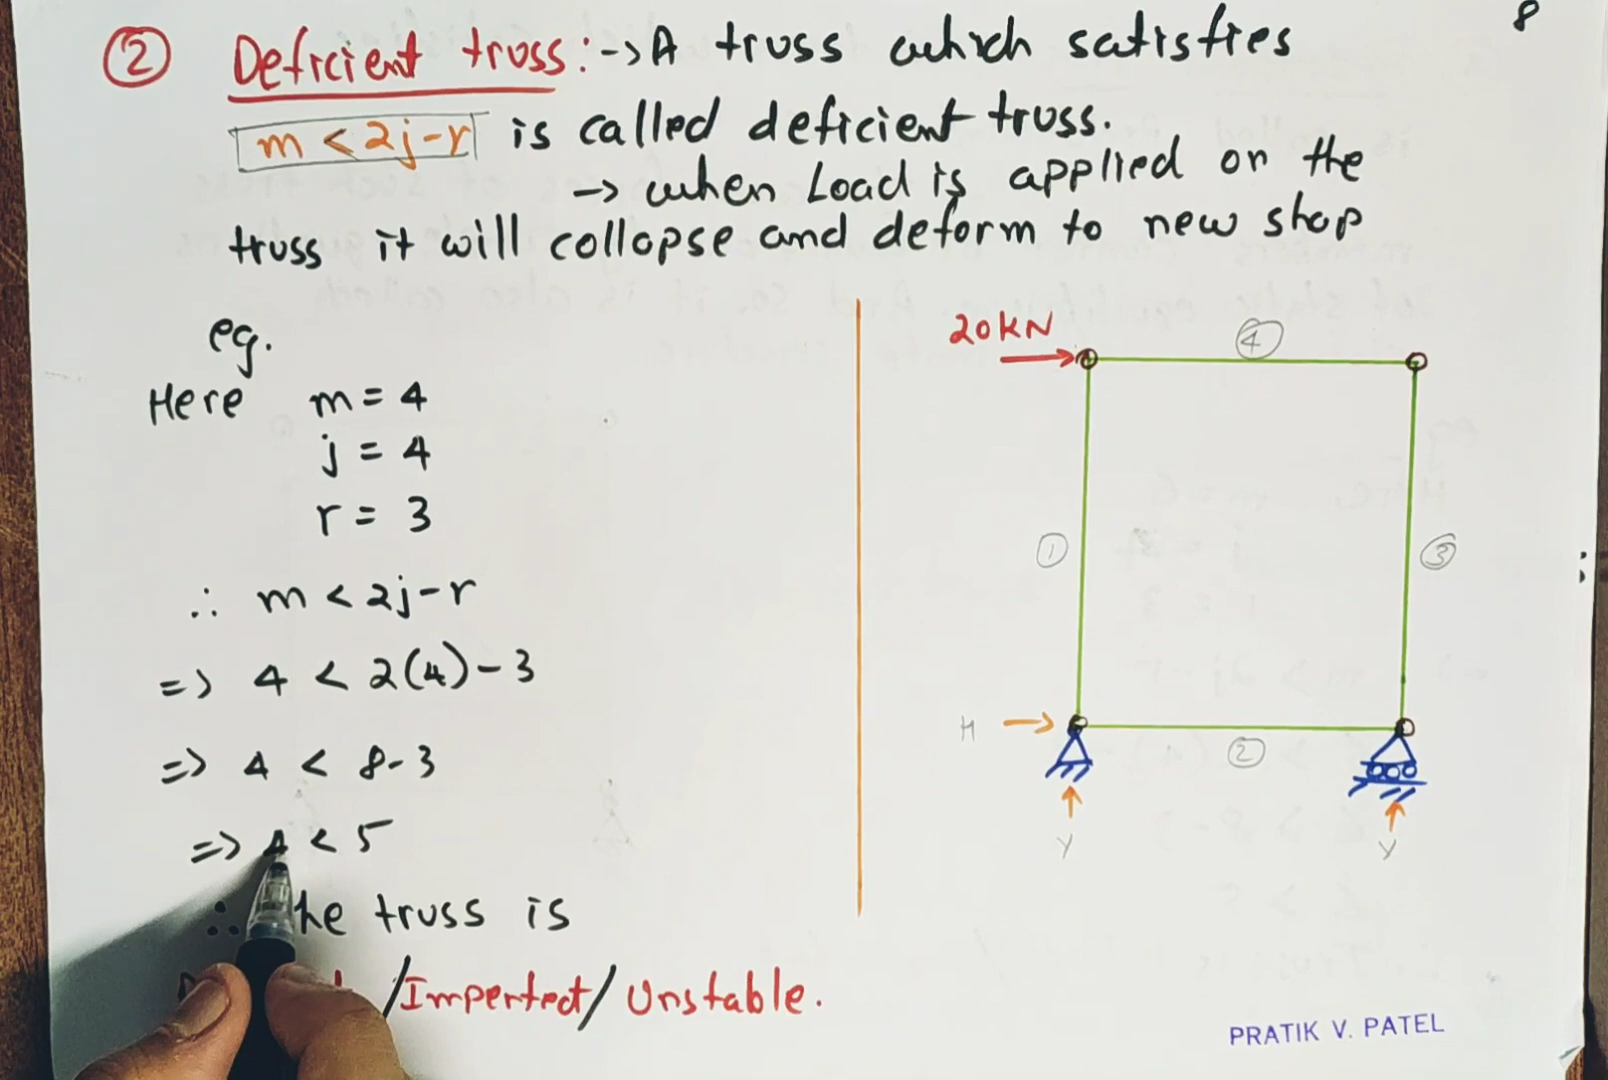 8
② Deficient truss:→A truss which satisfies
m < 2j-r is called deficient truss.
→ when Load is applied on the
truss it will collapse and deform to new shap
eg.
Here m = 4
j = 4
r = 3
∴ m < 2j-r
=> 4 < 2(4)-3
=> 4 < 8-3
=> 4 < 5
∴ he truss is
/Imperfect/Unstable.
20KN
④
①
③
H
②
Y
Y
PRATIK V. PATEL